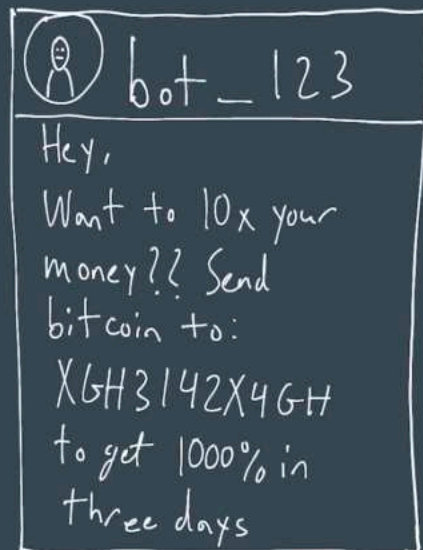 bot_123
Hey,
Want to 10x your
money?? Send
bitcoin to:
XGH3142X4GH
to get 1000% in
three days